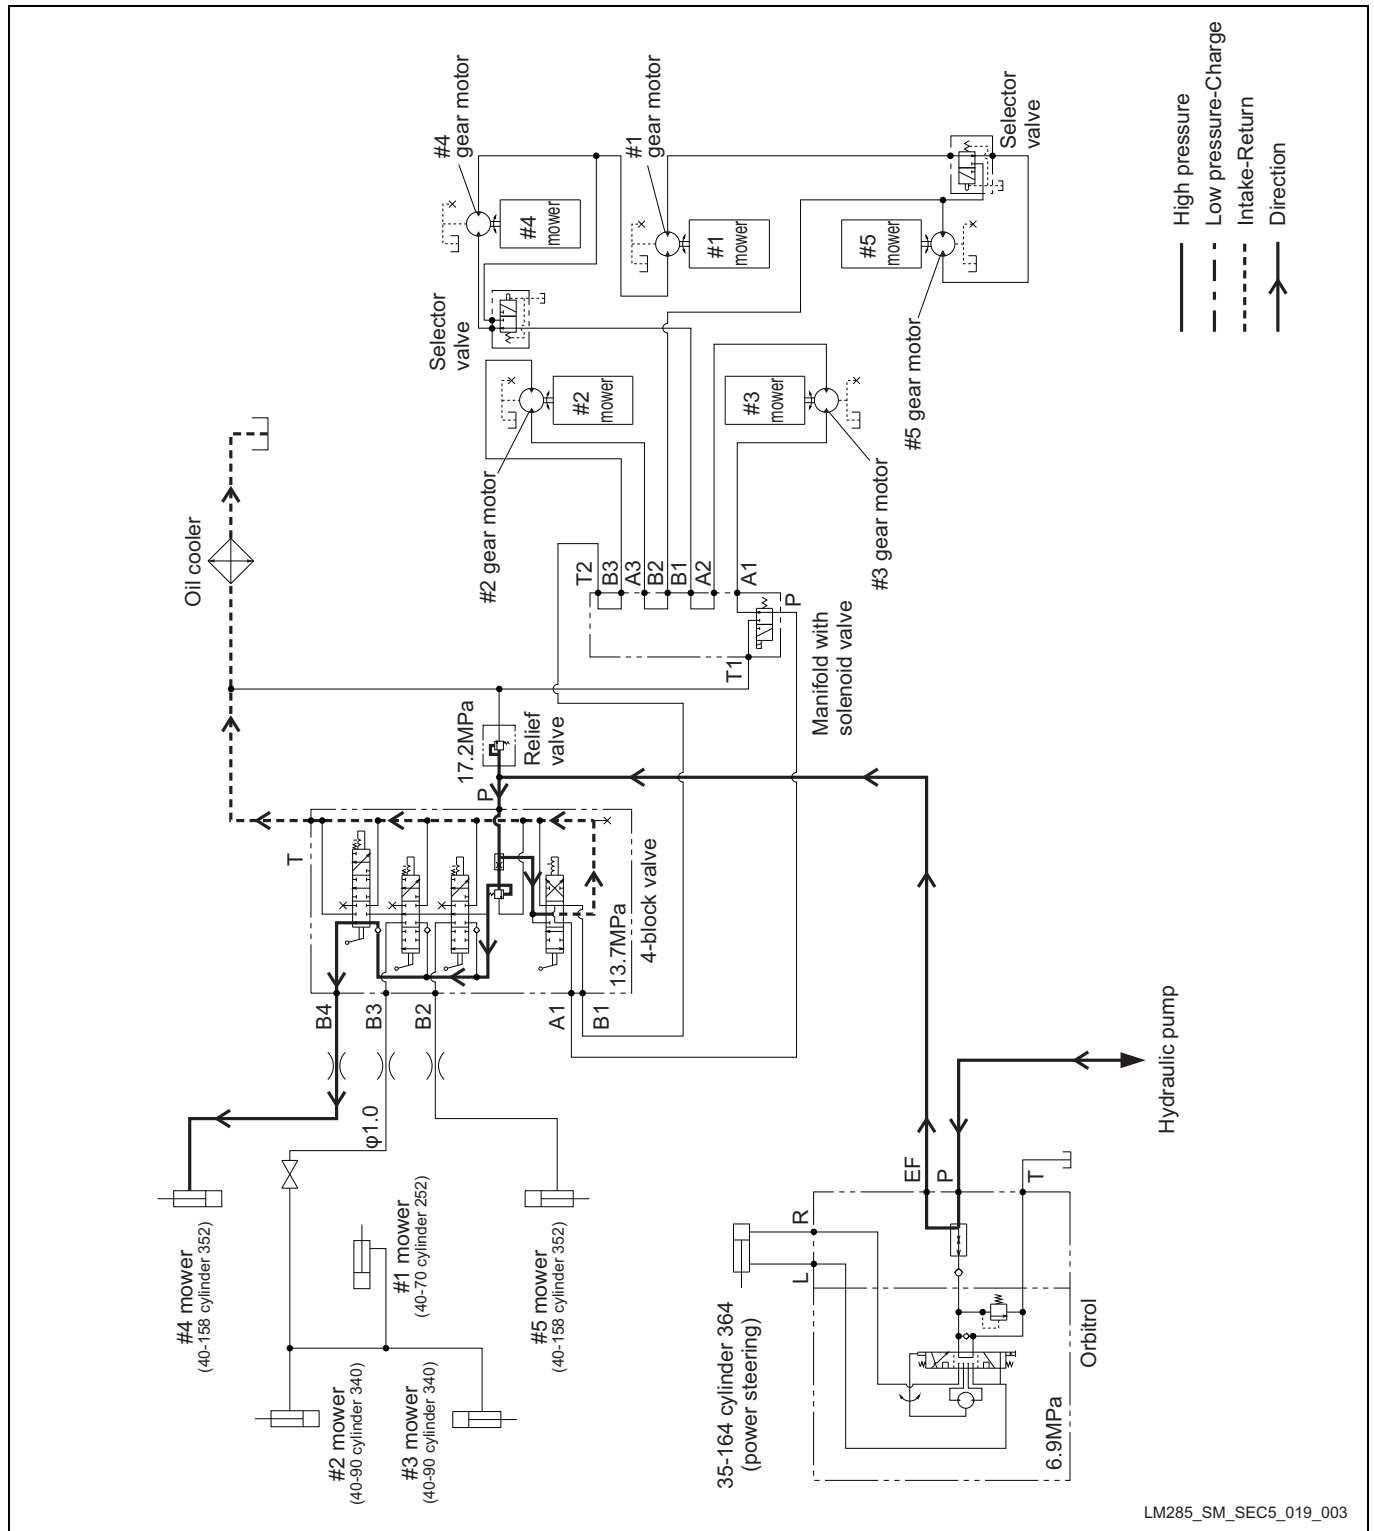 #4
gear motor
#1
gear motor
Selector
valve
High pressure
Low pressure-Charge
Intake-Return
Direction
#4
mower
#1
mower
#5
mower
Selector
valve
#2
mower
#3
mower
#5 gear motor
#2 gear motor
#3 gear motor
Oil cooler
T2
B3
A3
B2
B1
A2
A1
P
T1
Manifold with
solenoid valve
17.2MPa
Relief
valve
P
T
13.7MPa
4-block valve
B4
B3
B2
A1
B1
φ1.0
#4 mower
(40-158 cylinder 352)
#1 mower
(40-70 cylinder 252)
#5 mower
(40-158 cylinder 352)
#2 mower
(40-90 cylinder 340)
#3 mower
(40-90 cylinder 340)
Hydraulic pump
EF
P
T
R
L
35-164 cylinder 364
(power steering)
Orbitrol
6.9MPa
LM285_SM_SEC5_019_003